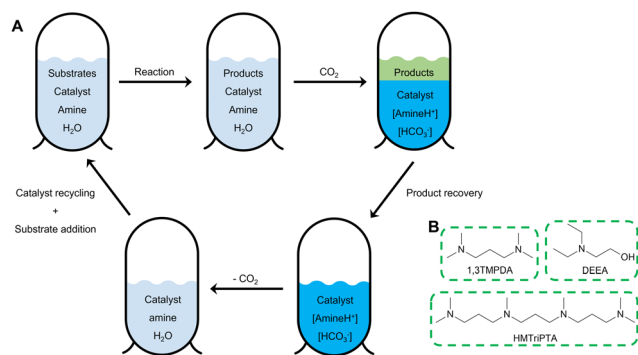 A
Substrates
Catalyst
Amine
H₂O
Reaction
Products
Catalyst
Amine
H₂O
CO₂
Products
Catalyst
[AmineH⁺]
[HCO₃⁻]
Product recovery
Catalyst
[AmineH⁺]
[HCO₃⁻]
- CO₂
Catalyst
amine
H₂O
Catalyst recycling
+
Substrate addition
B
N
N
1,3TMPDA
N
OH
DEEA
N
N
N
N
HMTriPTA